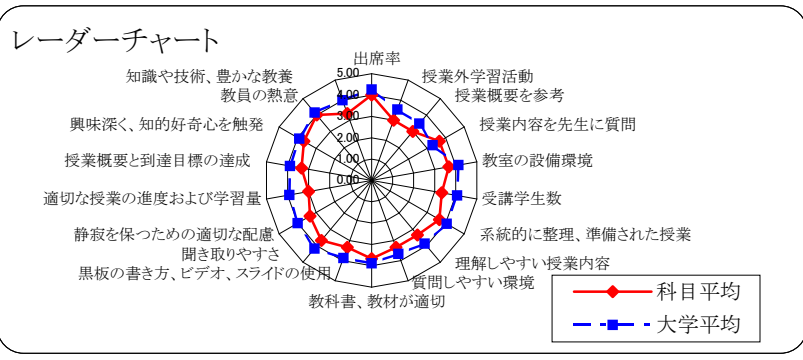 レーダーチャート
出席率
授業外学習活動
授業概要を参考
授業内容を先生に質問
教室の設備環境
受講学生数
系統的に整理、準備された授業
理解しやすい授業内容
質問しやすい環境
教科書、教材が適切
黒板の書き方、ビデオ、スライドの使用
聞き取りやすさ
静寂を保つための適切な配慮
適切な授業の進度および学習量
授業概要と到達目標の達成
興味深く、知的好奇心を触発
教員の熱意
知識や技術、豊かな教養
5.00
4.00
3.00
2.00
1.00
0.00
科目平均
大学平均